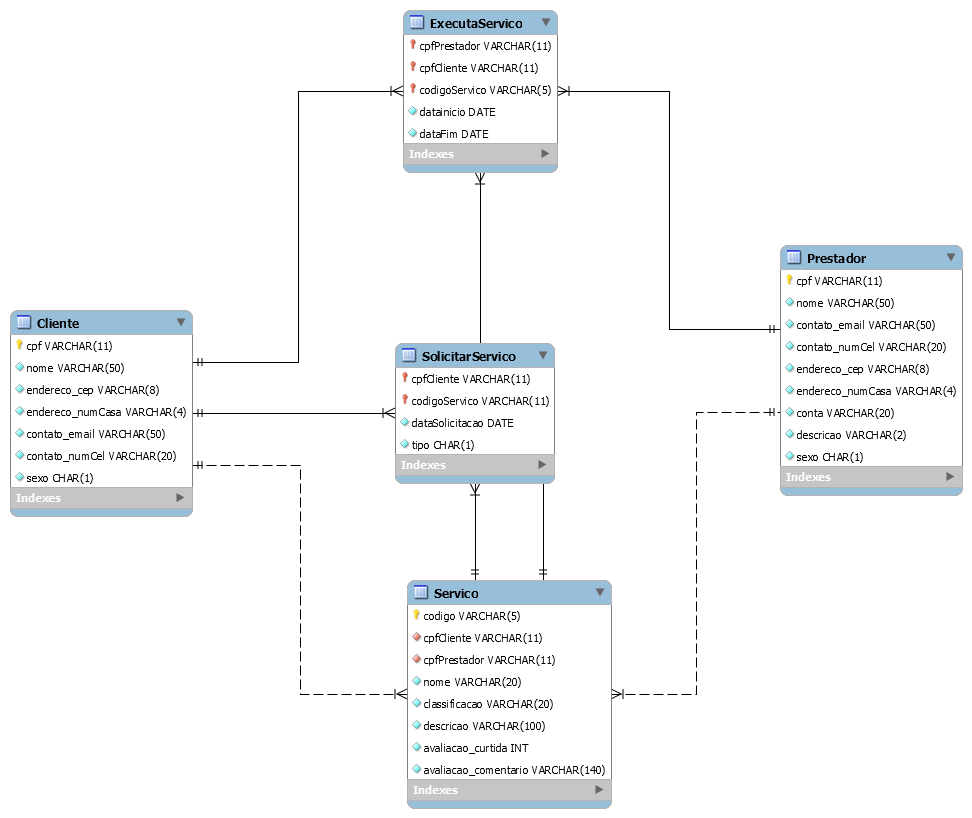 ExecutaServico
cpfPrestador VARCHAR(11)
cpfCliente VARCHAR(11)
codigoServico VARCHAR(5)
datainicio DATE
dataFim DATE
Indexes
Prestador
cpf VARCHAR(11)
nome VARCHAR(50)
contato_email VARCHAR(50)
contato_numCel VARCHAR(20)
endereco_cep VARCHAR(8)
endereco_numCasa VARCHAR(4)
conta VARCHAR(20)
descricao VARCHAR(2)
sexo CHAR(1)
Indexes
Cliente
cpf VARCHAR(11)
nome VARCHAR(50)
endereco_cep VARCHAR(8)
endereco_numCasa VARCHAR(4)
contato_email VARCHAR(50)
contato_numCel VARCHAR(20)
sexo CHAR(1)
Indexes
SolicitarServico
cpfCliente VARCHAR(11)
codigoServico VARCHAR(11)
dataSolicitacao DATE
tipo CHAR(1)
Indexes
Servico
codigo VARCHAR(5)
cpfCliente VARCHAR(11)
cpfPrestador VARCHAR(11)
nome VARCHAR(20)
classificacao VARCHAR(20)
descricao VARCHAR(100)
avaliacao_curtida INT
avaliacao_comentario VARCHAR(140)
Indexes